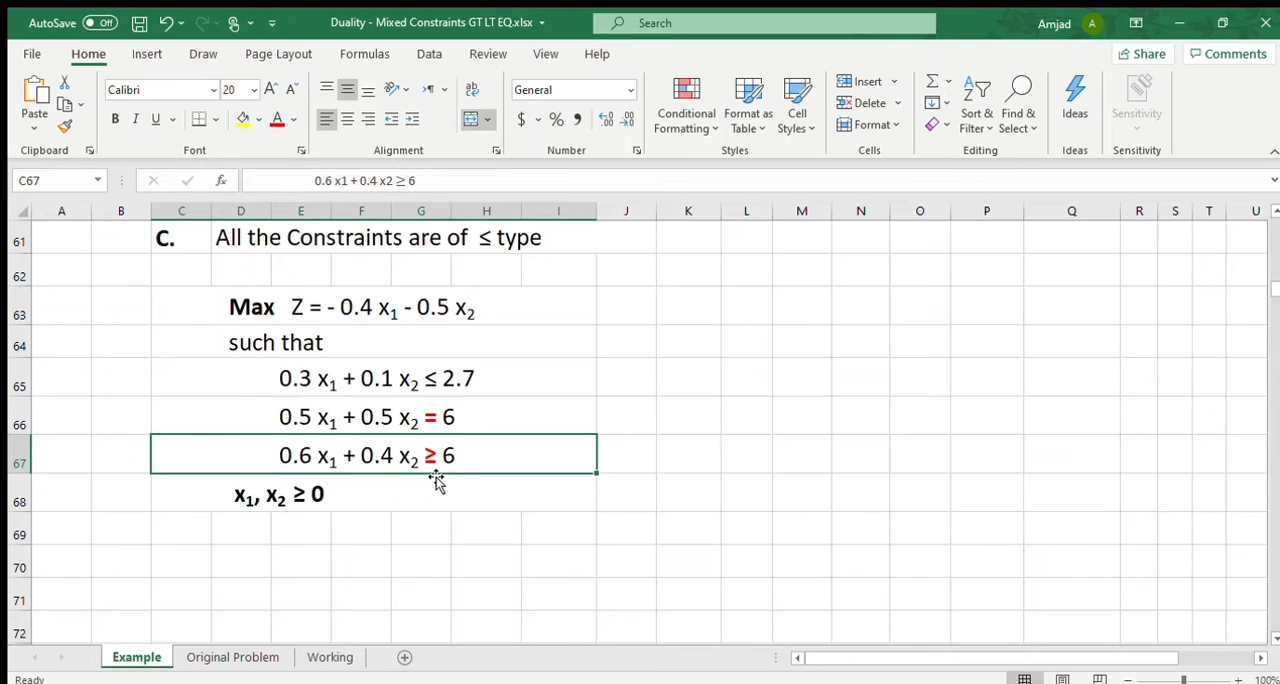 AutoSave Off Duality - Mixed Constraints GT LT EQ.xlsx Search Amjad A
File Home Insert Draw Page Layout Formulas Data Review View Help Share Comments
Calibri 20 General Insert
Paste Conditional Formatting Format as Table Cell Styles Delete Sort & Filter Find & Select Ideas Sensitivity
B I U A $ % , Format
Clipboard Font Alignment Number Styles Cells Editing Ideas Sensitivity
C67 fx 0.6 x1 + 0.4 x2 ≥ 6
A B C D E F G H I J K L M N O P Q R S T U
61 C. All the Constraints are of ≤ type
62
63 Max Z = - 0.4 x₁ - 0.5 x₂
64 such that
65 0.3 x₁ + 0.1 x₂ ≤ 2.7
66 0.5 x₁ + 0.5 x₂ = 6
67 0.6 x₁ + 0.4 x₂ ≥ 6
68 x₁, x₂ ≥ 0
69
70
71
72
Example Original Problem Working
Ready 100%